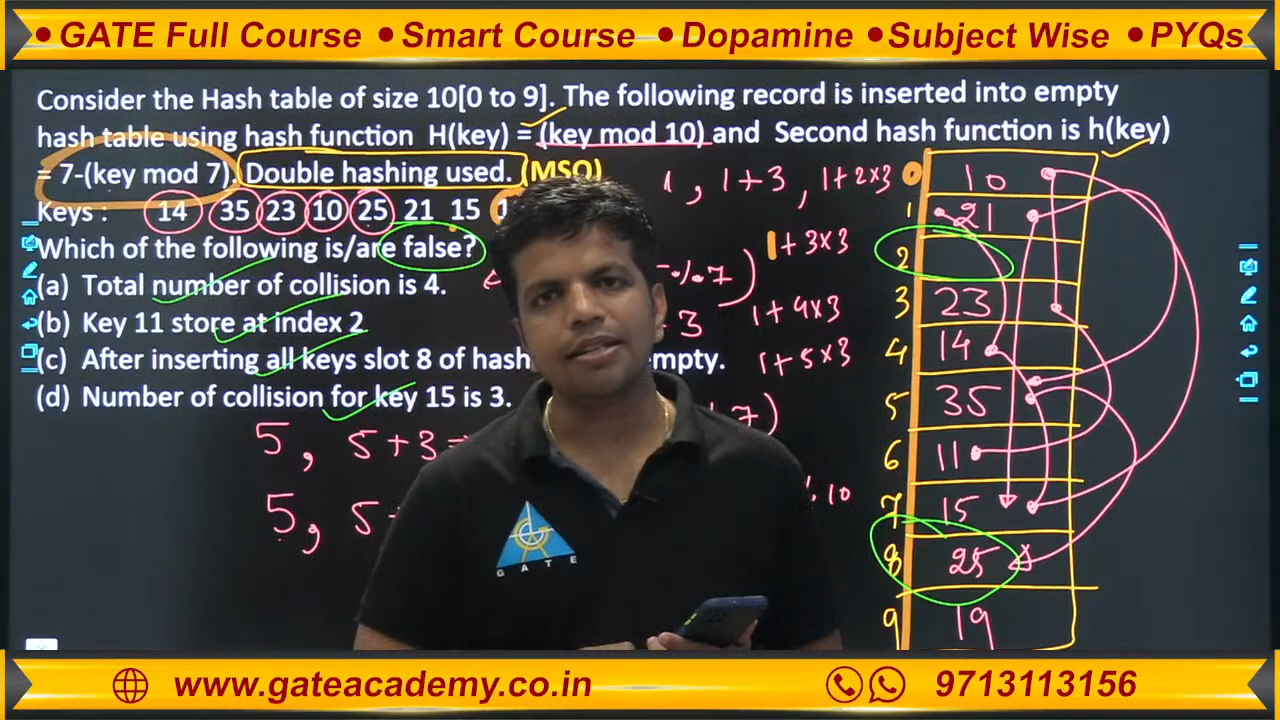 • GATE Full Course • Smart Course • Dopamine • Subject Wise • PYQs
Consider the Hash table of size 10[0 to 9]. The following record is inserted into empty
hash table using hash function H(key) = (key mod 10) and Second hash function is h(key)
= 7-(key mod 7). Double hashing used. (MSQ)
Keys : 14 35 23 10 25 21 15
Which of the following is/are false?
(a) Total number of collision is 4.
(b) Key 11 store at index 2
(c) After inserting all keys slot 8 of hash empty.
(d) Number of collision for key 15 is 3.
5, 5+3=
5, 5+
1, 1+3, 1+2×3
1+3×3
%7)
3 1+4×3
1+5×3
7)
% 10
0 10
1 21
2
3 23
4 14
5 35
6 11
7 15
8 25
9 19
GATE
www.gateacademy.co.in 9713113156